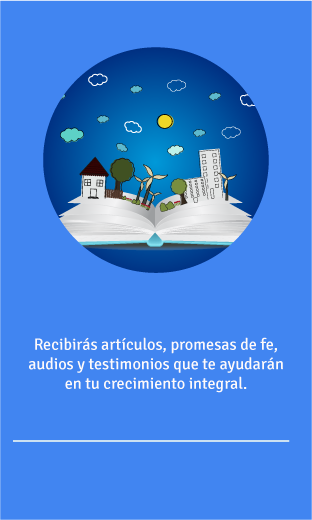 Recibirás artículos, promesas de fe,
audios y testimonios que te ayudarán
en tu crecimiento integral.